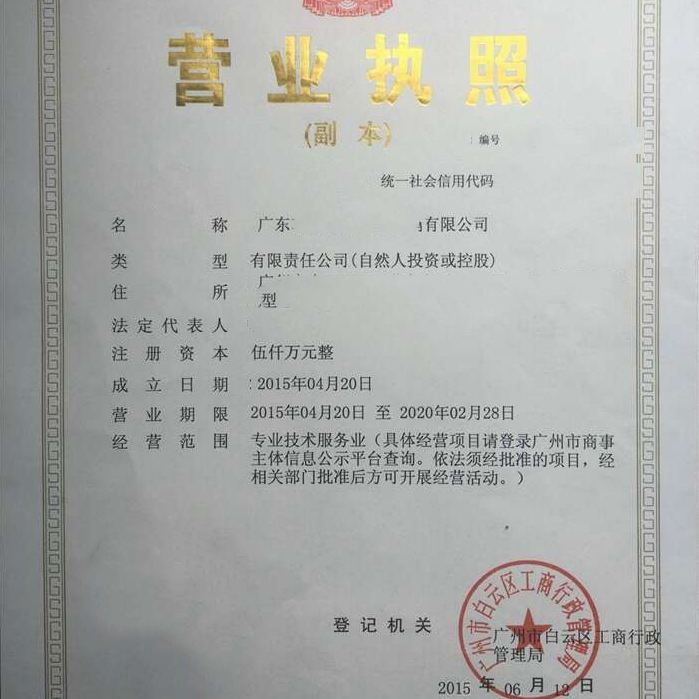 营业执照
(副 本)
编号
统一社会信用代码
名 称 广东 有限公司
类 型 有限责任公司(自然人投资或控股)
住 所
型
法定代表人
注册资本 伍仟万元整
成立日期 2015年04月20日
营业期限 2015年04月20日 至 2020年02月28日
经营范围 专业技术服务业（具体经营项目请登录广州市商事
主体信息公示平台查询。依法须经批准的项目，经
相关部门批准后方可开展经营活动。）
登记机关
广州市白云区工商行政管理局
广州市白云区工商行政
管理局
2015 年 06 月 12 日